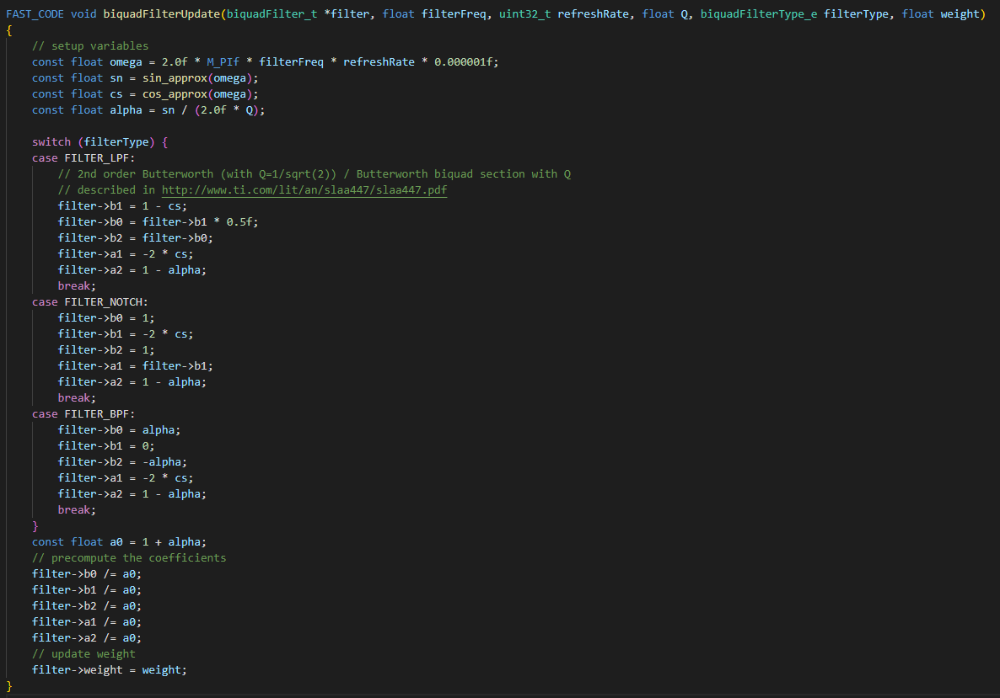 FAST_CODE void biquadFilterUpdate(biquadFilter_t *filter, float filterFreq, uint32_t refreshRate, float Q, biquadFilterType_e filterType, float weight)
{
    // setup variables
    const float omega = 2.0f * M_PIf * filterFreq * refreshRate * 0.000001f;
    const float sn = sin_approx(omega);
    const float cs = cos_approx(omega);
    const float alpha = sn / (2.0f * Q);

    switch (filterType) {
    case FILTER_LPF:
        // 2nd order Butterworth (with Q=1/sqrt(2)) / Butterworth biquad section with Q
        // described in http://www.ti.com/lit/an/slaa447/slaa447.pdf
        filter->b1 = 1 - cs;
        filter->b0 = filter->b1 * 0.5f;
        filter->b2 = filter->b0;
        filter->a1 = -2 * cs;
        filter->a2 = 1 - alpha;
        break;
    case FILTER_NOTCH:
        filter->b0 = 1;
        filter->b1 = -2 * cs;
        filter->b2 = 1;
        filter->a1 = filter->b1;
        filter->a2 = 1 - alpha;
        break;
    case FILTER_BPF:
        filter->b0 = alpha;
        filter->b1 = 0;
        filter->b2 = -alpha;
        filter->a1 = -2 * cs;
        filter->a2 = 1 - alpha;
        break;
    }
    const float a0 = 1 + alpha;
    // precompute the coefficients
    filter->b0 /= a0;
    filter->b1 /= a0;
    filter->b2 /= a0;
    filter->a1 /= a0;
    filter->a2 /= a0;
    // update weight
    filter->weight = weight;
}